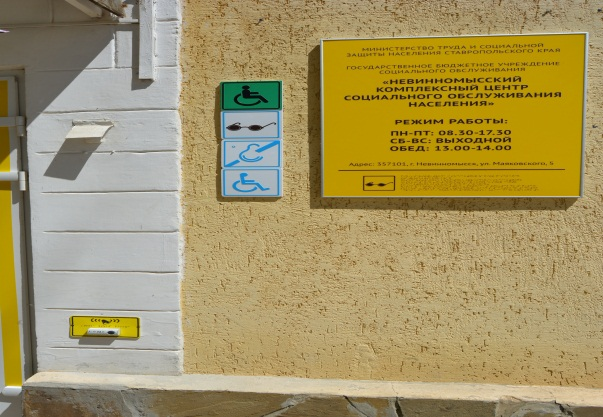 МИНИСТЕРСТВО ТРУДА И СОЦИАЛЬНОЙ
ЗАЩИТЫ НАСЕЛЕНИЯ СТАВРОПОЛЬСКОГО КРАЯ
ГОСУДАРСТВЕННОЕ БЮДЖЕТНОЕ УЧРЕЖДЕНИЕ
СОЦИАЛЬНОГО ОБСЛУЖИВАНИЯ
«НЕВИННОМЫССКИЙ
КОМПЛЕКСНЫЙ ЦЕНТР
СОЦИАЛЬНОГО ОБСЛУЖИВАНИЯ
НАСЕЛЕНИЯ»
РЕЖИМ РАБОТЫ:
ПН-ПТ: 08.30-17.30
СБ-ВС: ВЫХОДНОЙ
ОБЕД: 13.00-14.00
Адрес: 357101, г. Невинномысск, ул. Маяковского, 5